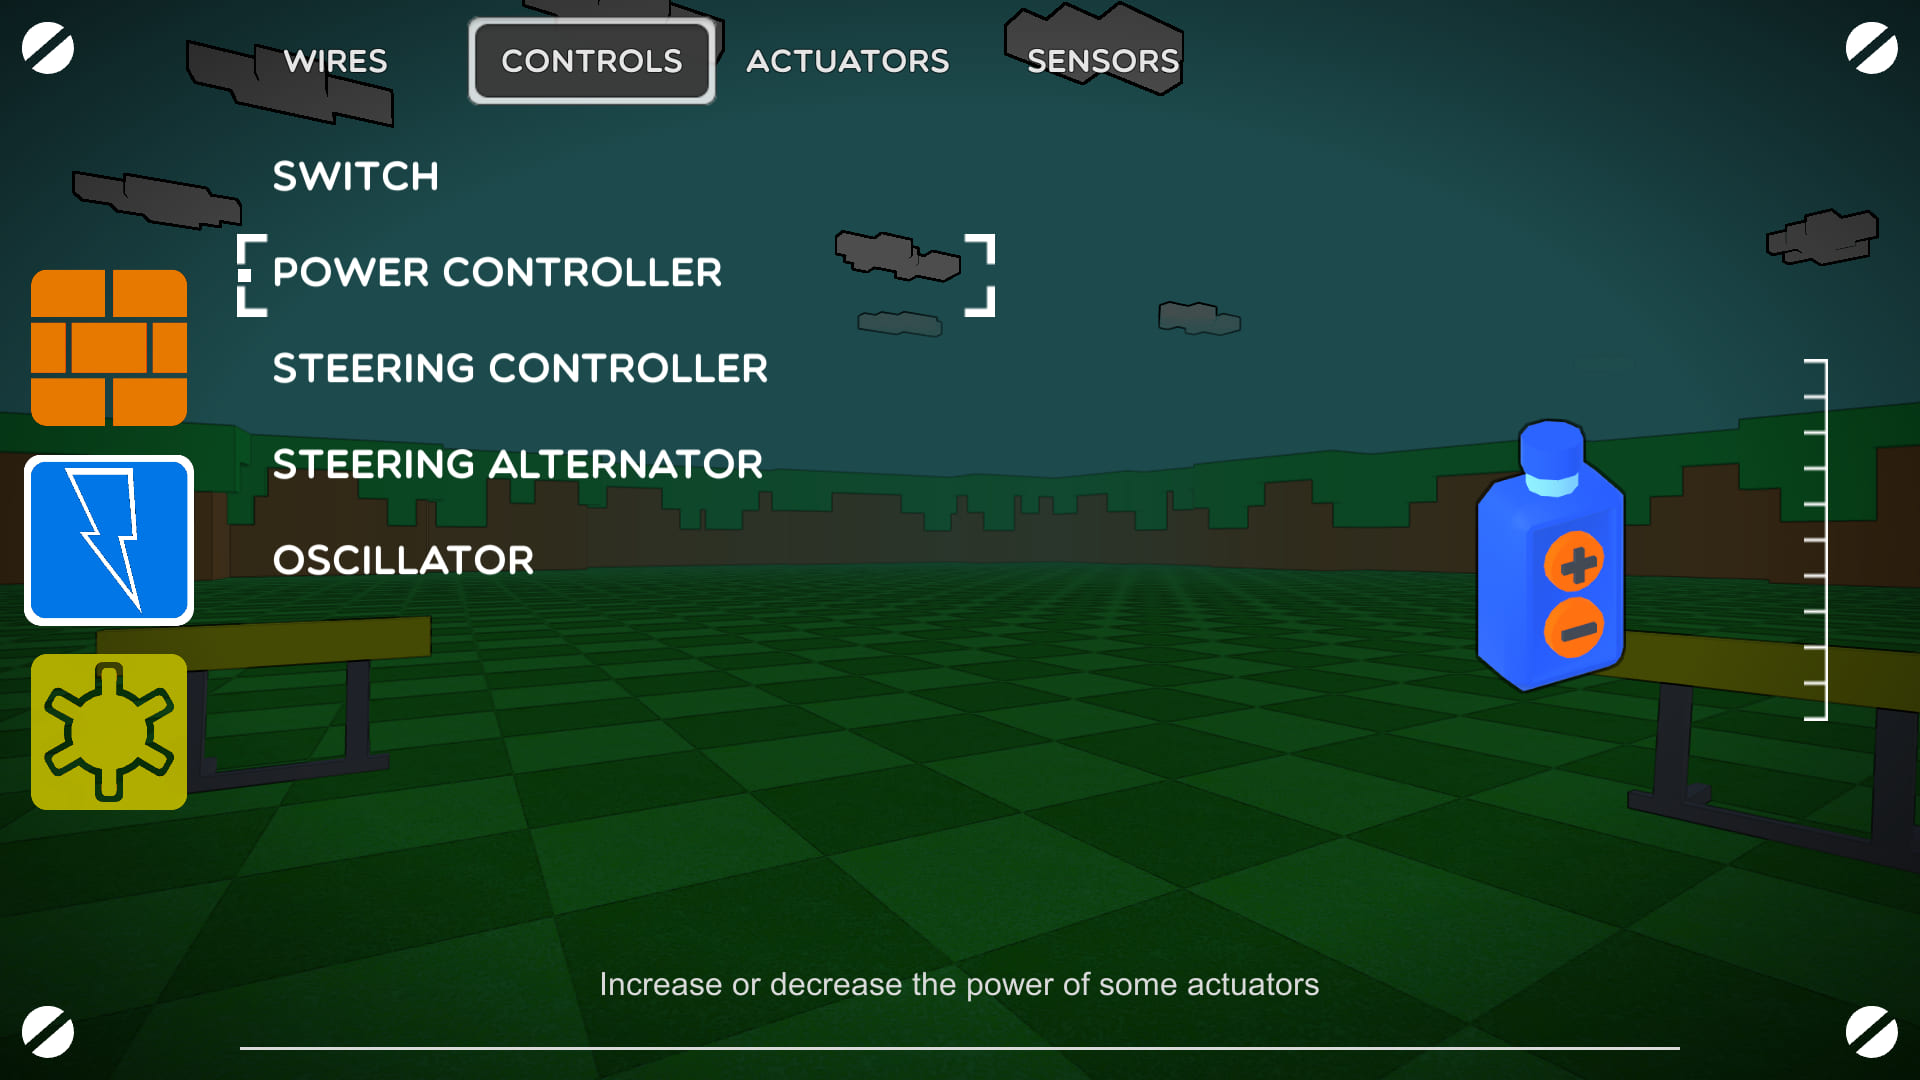 WIRES CONTROLS ACTUATORS SENSORS
SWITCH
POWER CONTROLLER
STEERING CONTROLLER
STEERING ALTERNATOR
OSCILLATOR
Increase or decrease the power of some actuators